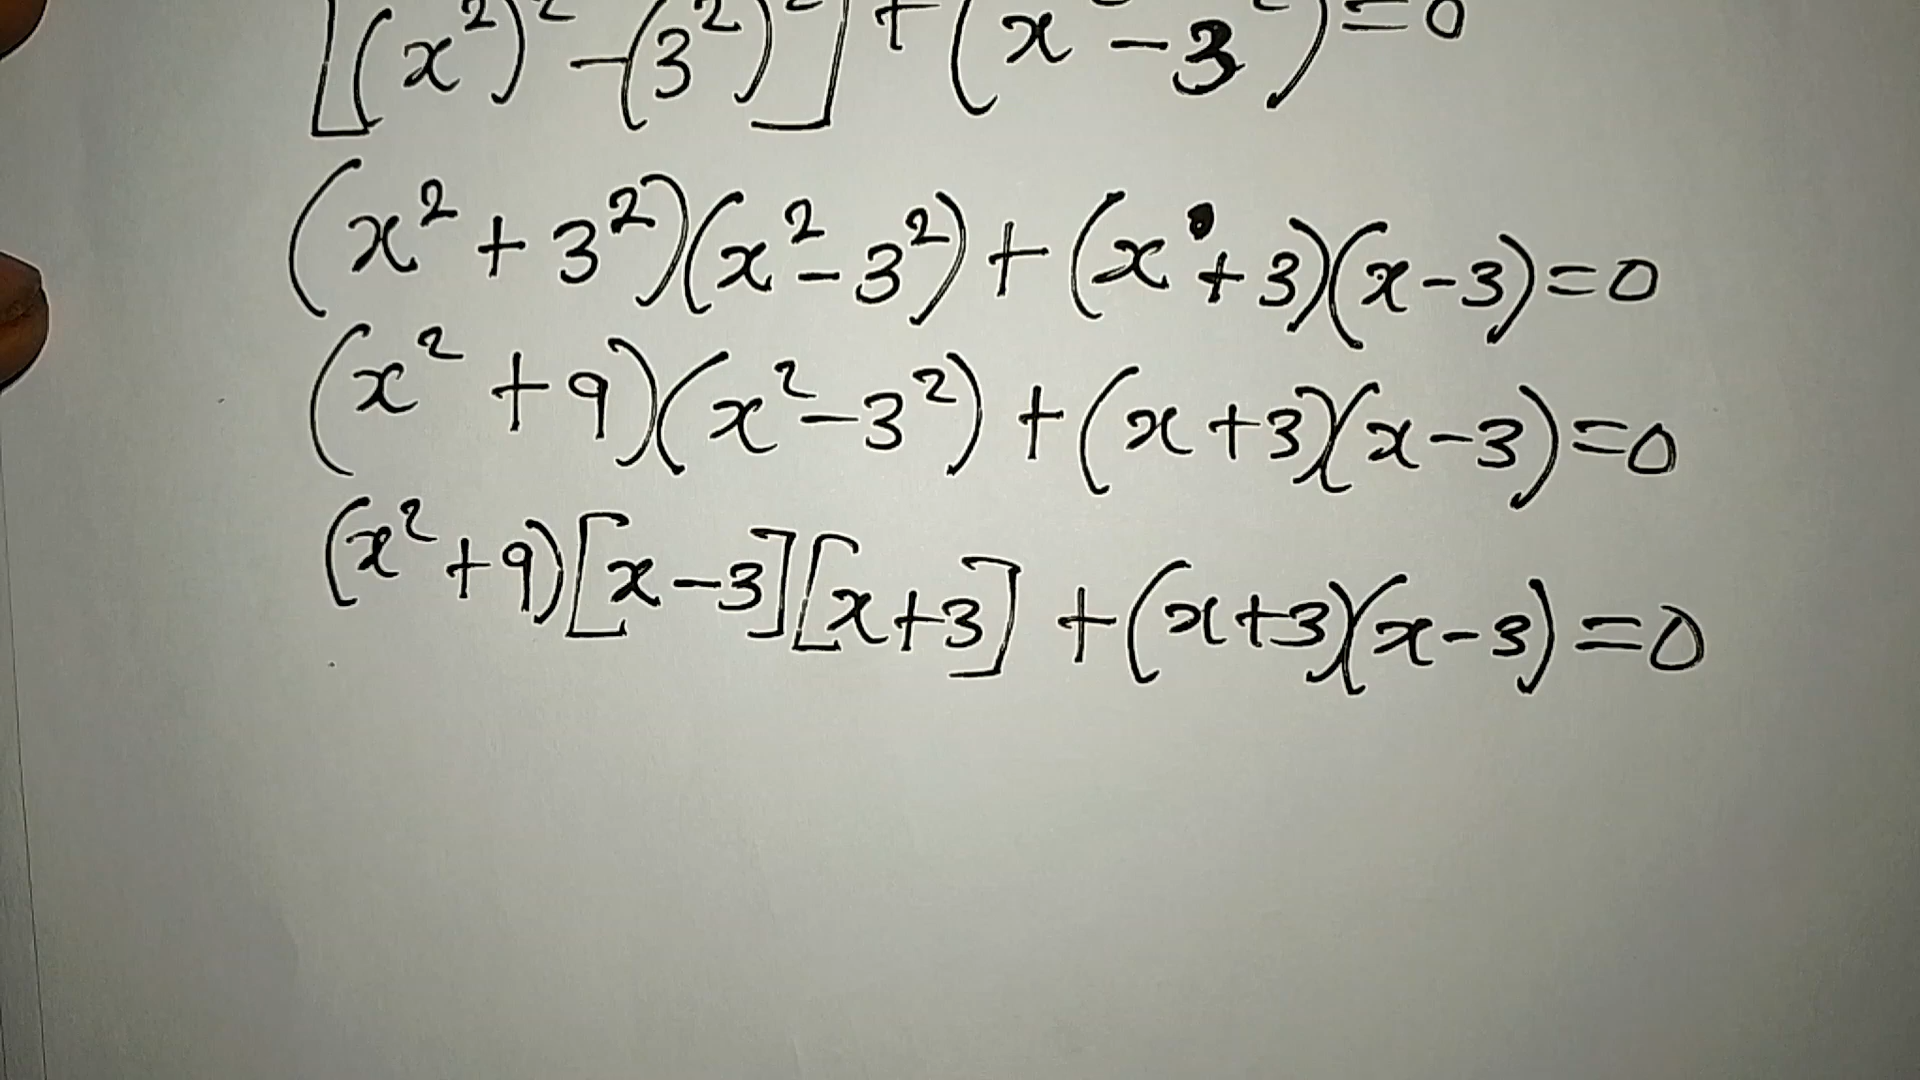 [(x²)² - (3²)²] + (x² - 3²) = 0
(x² + 3²)(x² - 3²) + (x + 3)(x - 3) = 0
(x² + 9)(x² - 3²) + (x + 3)(x - 3) = 0
(x² + 9)[x - 3][x + 3] + (x + 3)(x - 3) = 0